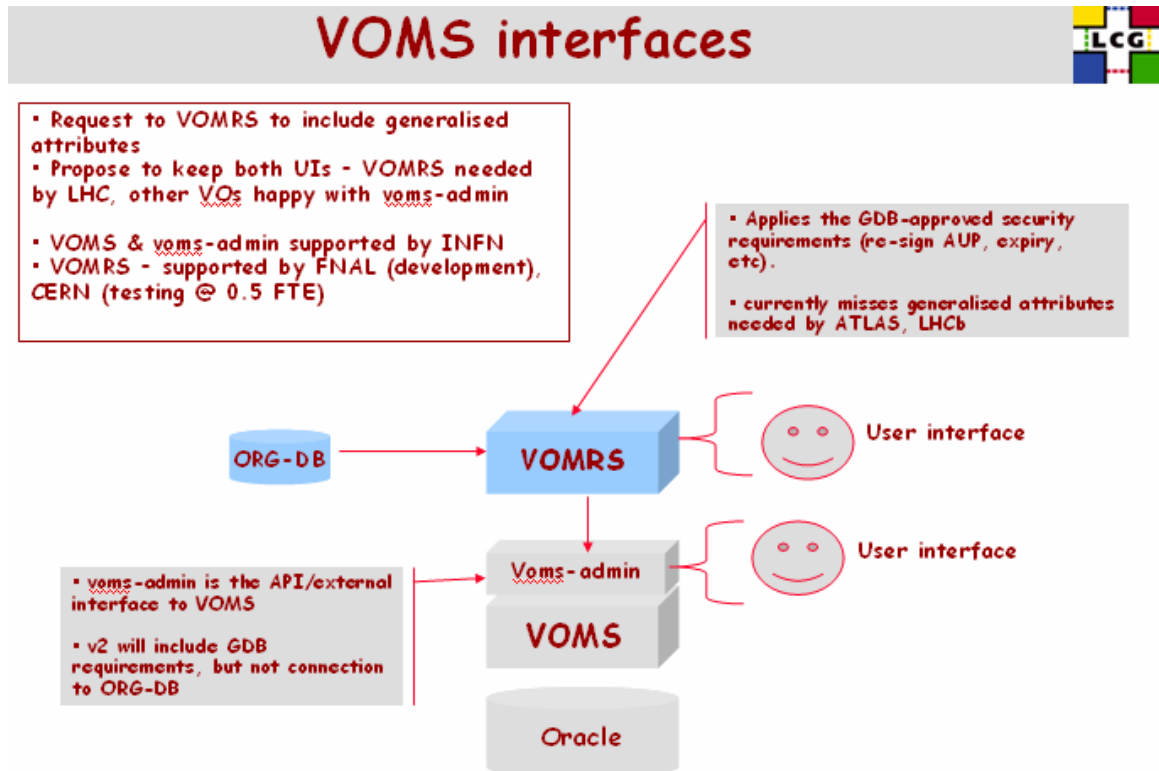 VOMS interfaces
LCG
▪ Request to VOMRS to include generalised
attributes
▪ Propose to keep both UIs - VOMRS needed
by LHC, other VOs happy with voms-admin
▪ VOMS & voms-admin supported by INFN
▪ VOMRS - supported by FNAL (development),
CERN (testing @ 0.5 FTE)
▪ Applies the GDB-approved security
requirements (re-sign AUP, expiry,
etc).
▪ currently misses generalised attributes
needed by ATLAS, LHCb
ORG-DB
VOMRS
User interface
Voms-admin
User interface
▪ voms-admin is the API/external
interface to VOMS
▪ v2 will include GDB
requirements, but not connection
to ORG-DB
VOMS
Oracle